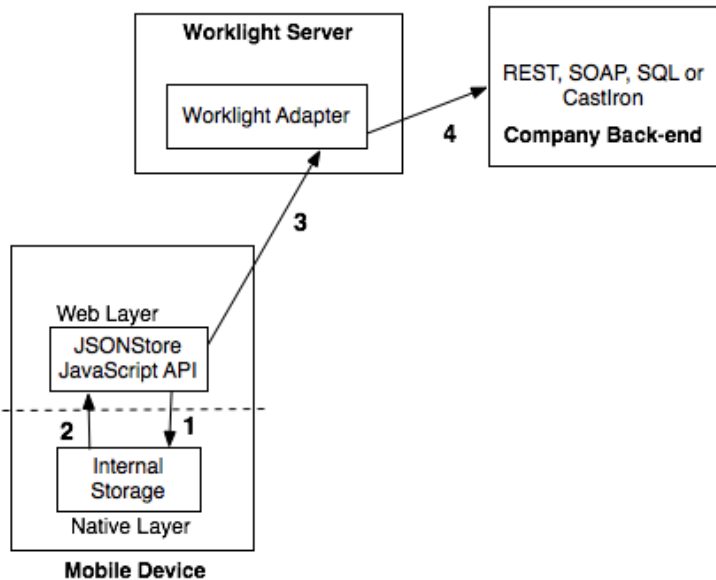 Worklight Server
Worklight Adapter
REST, SOAP, SQL or
CastIron
Company Back-end
4
3
Web Layer
JSONStore
JavaScript API
2
1
Internal
Storage
Native Layer
Mobile Device